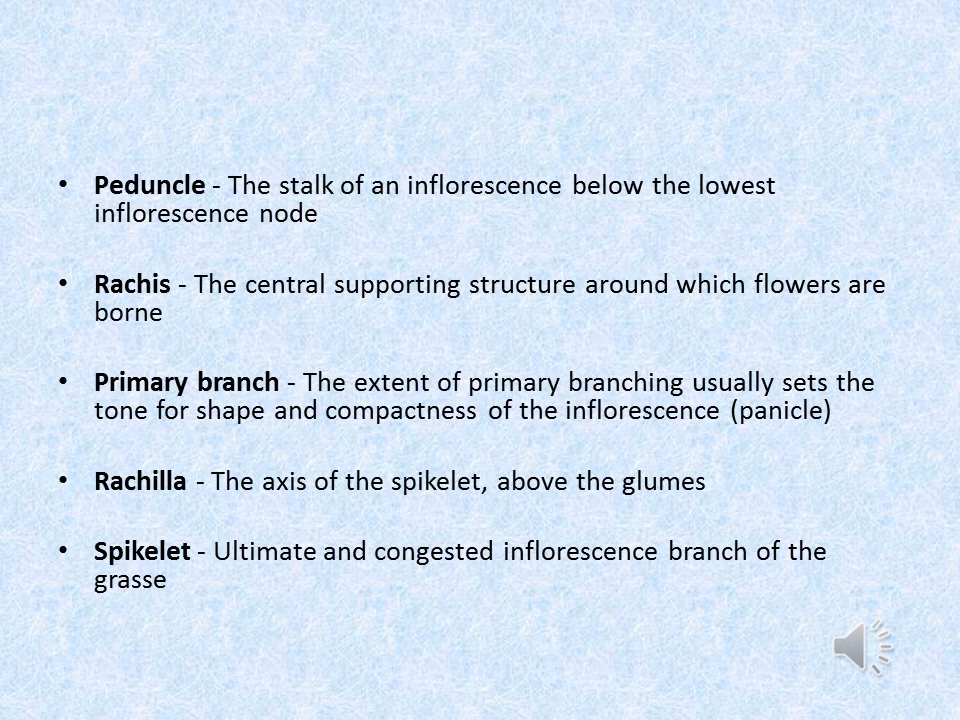 • Peduncle - The stalk of an inflorescence below the lowest
inflorescence node
• Rachis - The central supporting structure around which flowers are
borne
• Primary branch - The extent of primary branching usually sets the
tone for shape and compactness of the inflorescence (panicle)
• Rachilla - The axis of the spikelet, above the glumes
• Spikelet - Ultimate and congested inflorescence branch of the
grasse